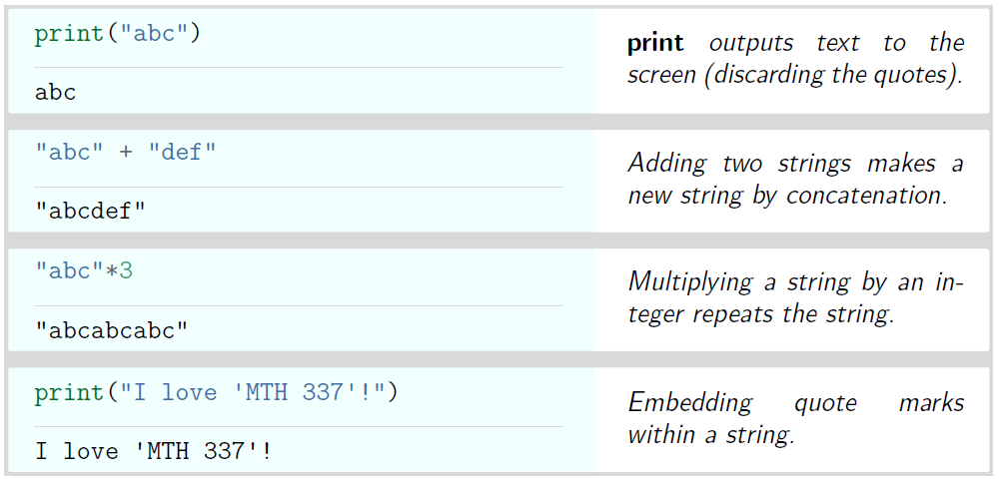 print("abc")
abc
print outputs text to the
screen (discarding the quotes).
"abc" + "def"
"abcdef"
Adding two strings makes a
new string by concatenation.
"abc"*3
"abcabcabc"
Multiplying a string by an in-
teger repeats the string.
print("I love 'MTH 337'!")
I love 'MTH 337'!
Embedding quote marks
within a string.